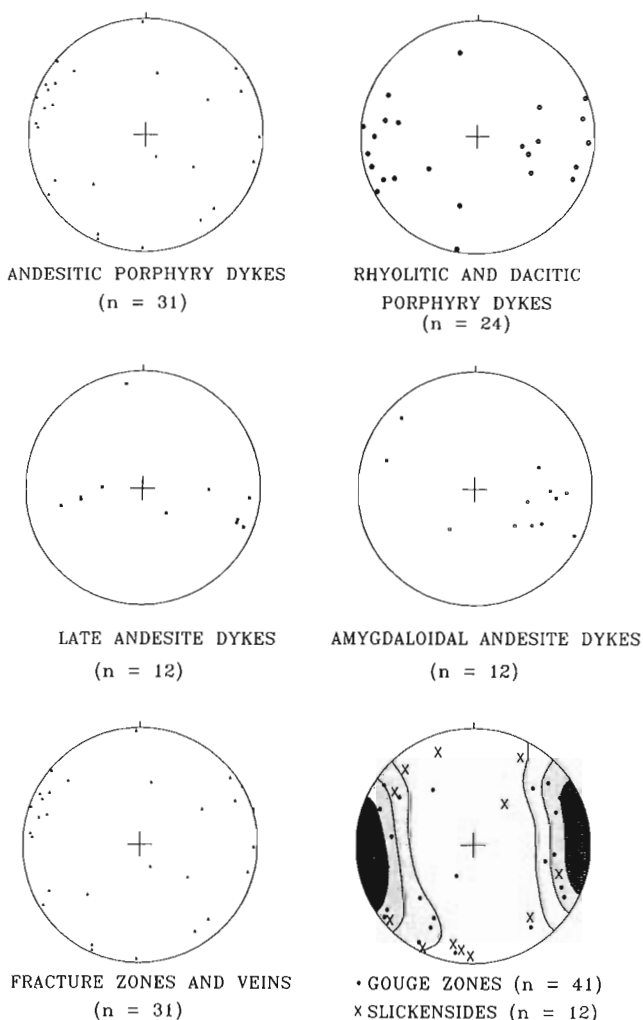 ANDESITIC PORPHYRY DYKES
(n = 31)
RHYOLITIC AND DACITIC
PORPHYRY DYKES
(n = 24)
LATE ANDESITE DYKES
(n = 12)
AMYGDALOIDAL ANDESITE DYKES
(n = 12)
FRACTURE ZONES AND VEINS
(n = 31)
• GOUGE ZONES (n = 41)
x SLICKENSIDES (n = 12)